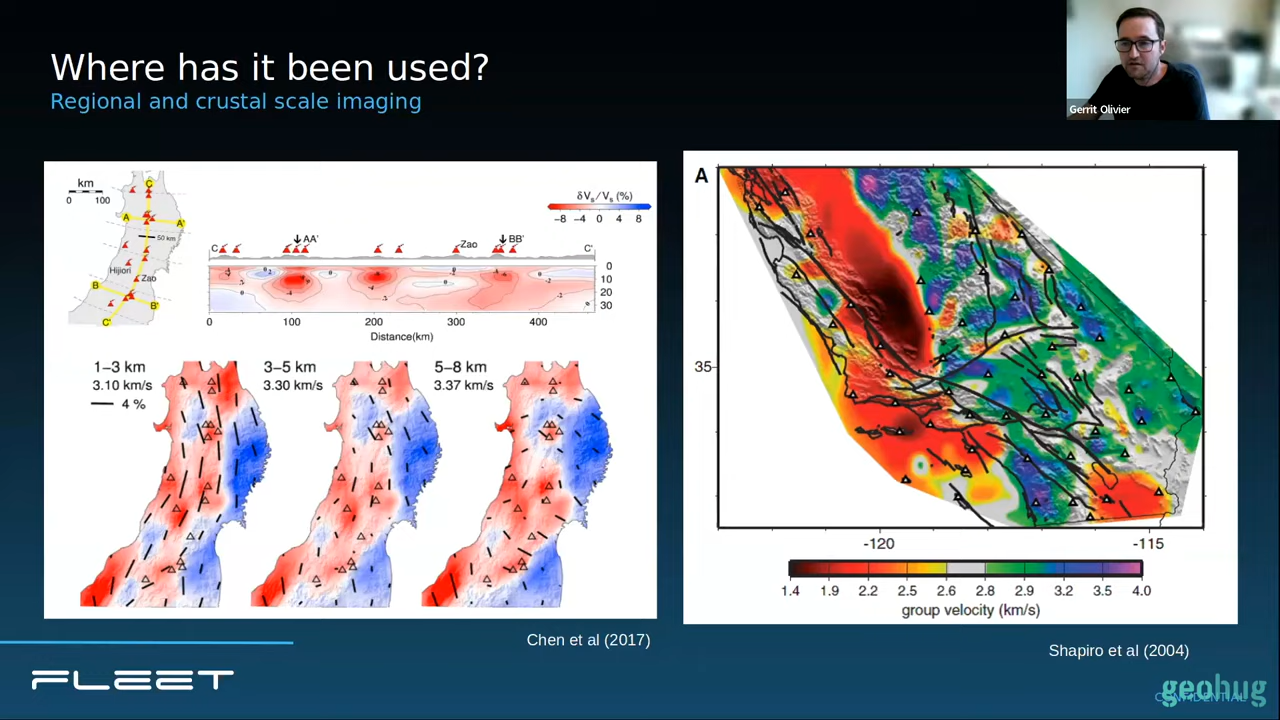 Where has it been used?
Regional and crustal scale imaging
Gerrit Olivier
km
0 100
C
A A'
50 km
Hijiori Zao
B B'
C'
δVs/Vs (%)
−8 −4 0 4 8
C AA' Zao BB' C'
0
10
20
30
0 100 200 300 400
Distance(km)
1−3 km
3.10 km/s
4 %
3−5 km
3.30 km/s
5−8 km
3.37 km/s
Chen et al (2017)
A
35
-120 -115
1.4 1.9 2.2 2.5 2.6 2.8 2.9 3.2 3.5 4.0
group velocity (km/s)
Shapiro et al (2004)
FLEET
geohug
CONFIDENTIAL